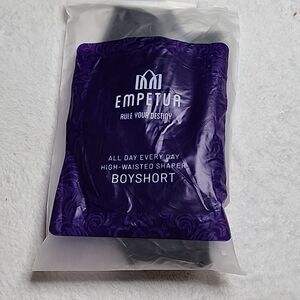 EMPETUA
RULE YOUR DESTINY
ALL DAY EVERY DAY
HIGH-WAISTED SHAPER
BOYSHORT